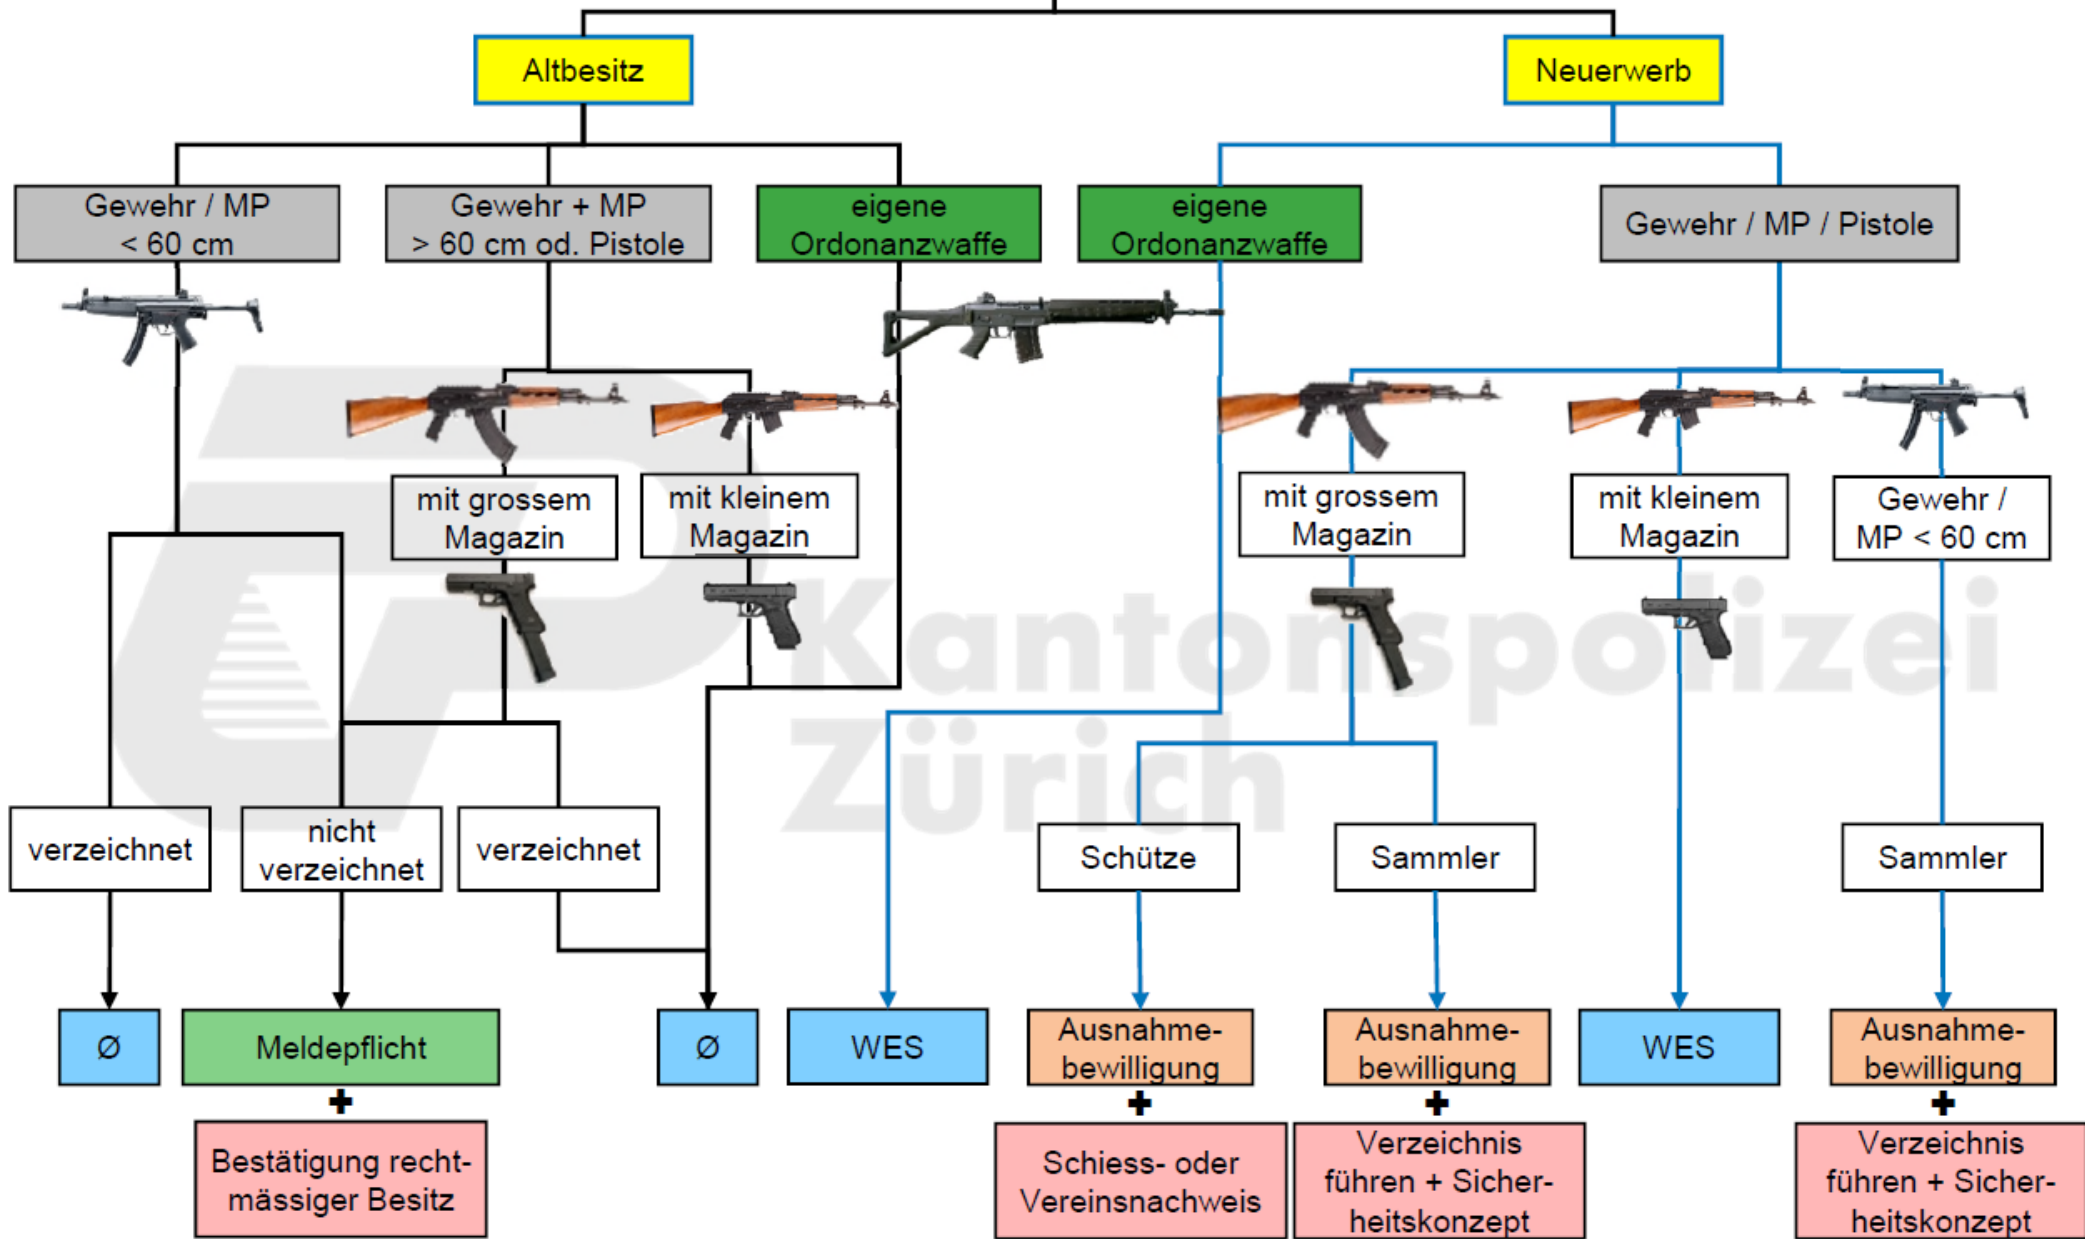 Altbesitz
Neuerwerb
Gewehr / MP
< 60 cm
Gewehr + MP
> 60 cm od. Pistole
eigene
Ordonanzwaffe
eigene
Ordonanzwaffe
Gewehr / MP / Pistole
mit grossem
Magazin
mit kleinem
Magazin
mit grossem
Magazin
mit kleinem
Magazin
Gewehr /
MP < 60 cm
Kantonspolizei
Zürich
verzeichnet
nicht
verzeichnet
verzeichnet
Schütze
Sammler
Sammler
Ø
Meldepflicht
Ø
WES
Ausnahme-
bewilligung
Ausnahme-
bewilligung
WES
Ausnahme-
bewilligung
+
+
+
+
Bestätigung recht-
mässiger Besitz
Schiess- oder
Vereinsnachweis
Verzeichnis
führen + Sicher-
heitskonzept
Verzeichnis
führen + Sicher-
heitskonzept